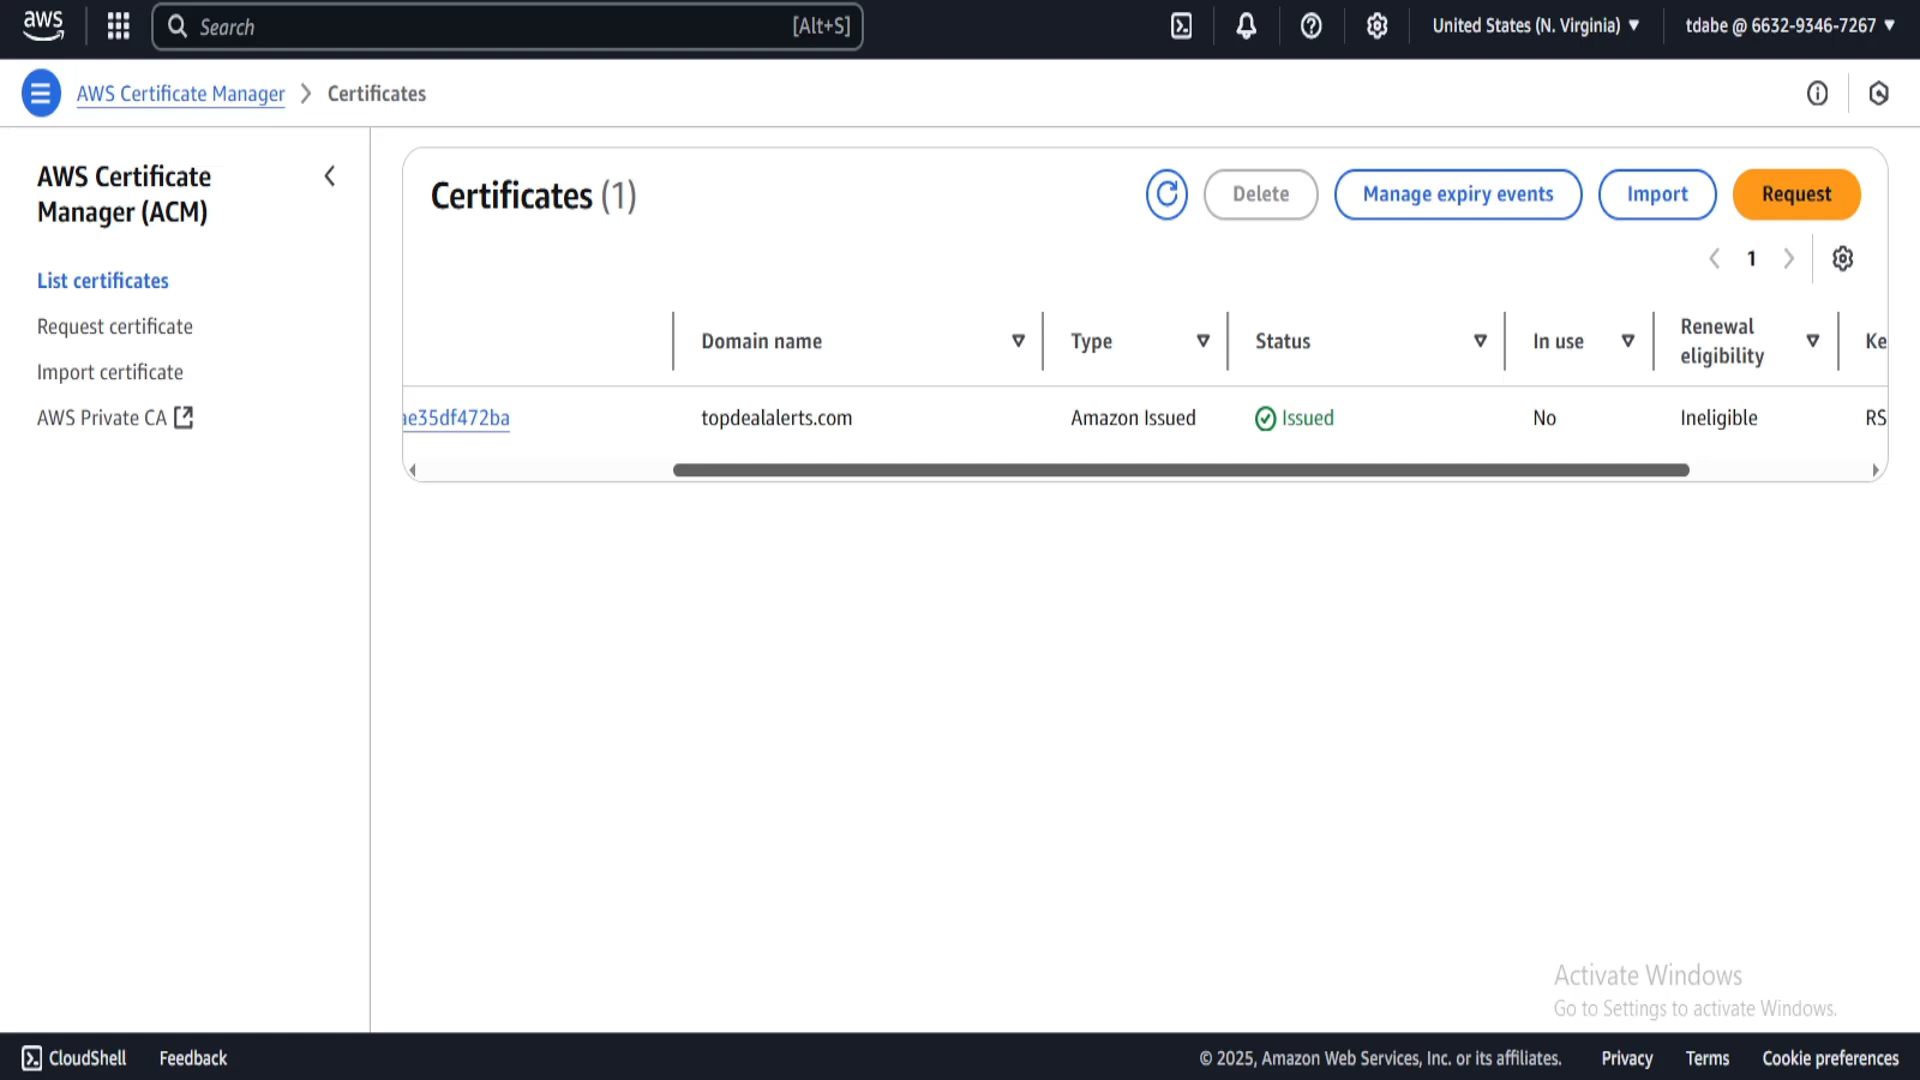 aws
Search [Alt+S]
United States (N. Virginia)
tdabe @ 6632-9346-7267
AWS Certificate Manager
Certificates
AWS Certificate
Manager (ACM)
List certificates
Request certificate
Import certificate
AWS Private CA
Certificates (1)
Delete
Manage expiry events
Import
Request
1
Domain name
Type
Status
In use
Renewal
eligibility
Ke
ae35df472ba
topdealalerts.com
Amazon Issued
Issued
No
Ineligible
RS
Activate Windows
Go to Settings to activate Windows.
CloudShell
Feedback
© 2025, Amazon Web Services, Inc. or its affiliates.
Privacy
Terms
Cookie preferences